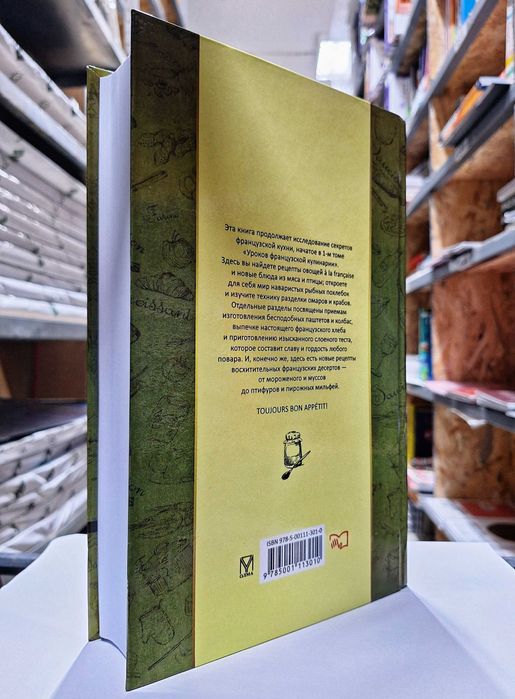 Эта книга продолжает исследование секретов
французской кухни, начатое в 1-м томе
«Уроков французской кулинарии».
Здесь вы найдете рецепты овощей à la française
и новые блюда из мяса и птицы; откроете
для себя мир наваристых рыбных похлебок
и изучите технику разделки омаров и крабов.
Отдельные разделы посвящены приемам
изготовления бесподобных паштетов и колбас,
выпечке настоящего французского хлеба
и приготовлению изысканного слоеного теста,
которое составит славу и гордость любого
повара. И, конечно же, здесь есть новые рецепты
восхитительных французских десертов —
от мороженого и муссов
до птифуров и пирожных мильфей.
TOUJOURS BON APPÉTIT!
ISBN 978-5-00111-301-0
9 785001 113010